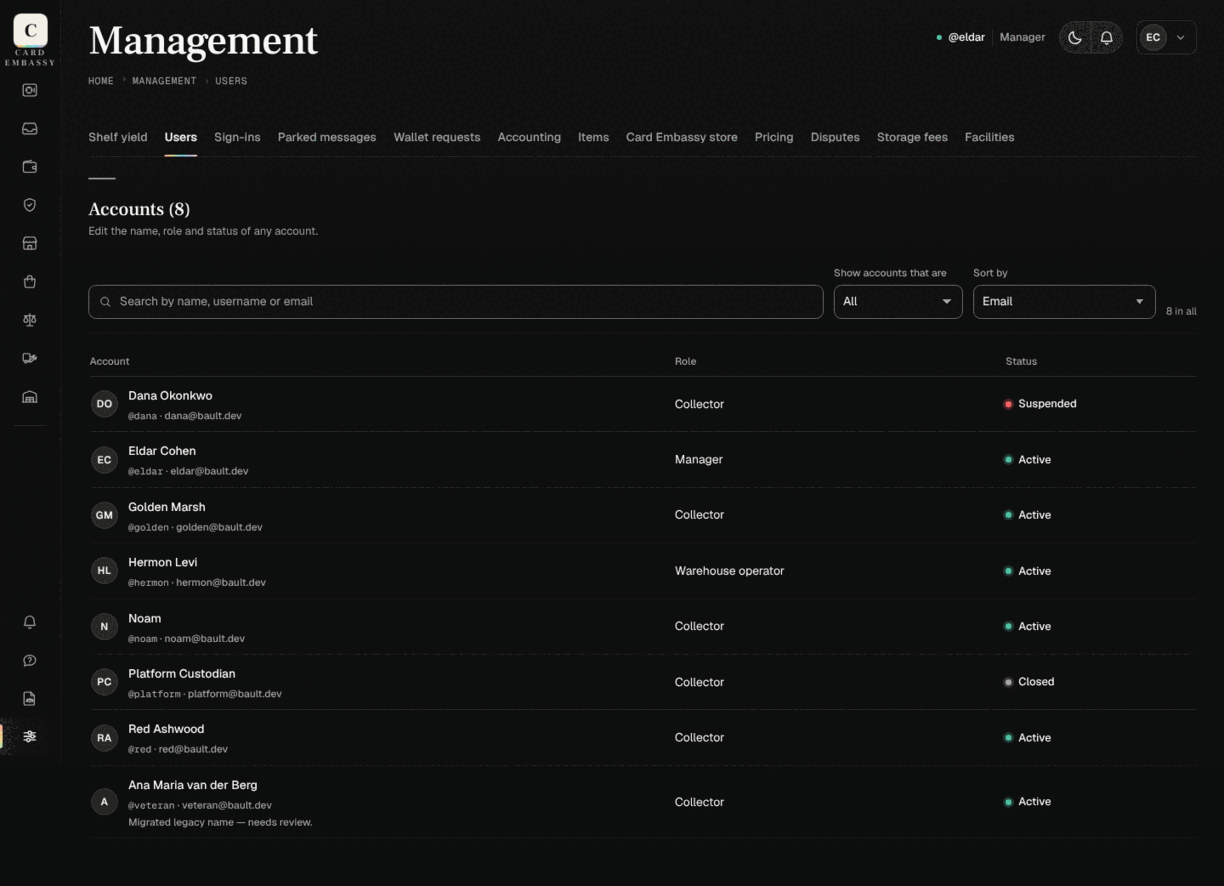 C
CARD
EMBASSY
Management
@eldar
Manager
EC
HOME › MANAGEMENT › USERS
Shelf yield
Users
Sign-ins
Parked messages
Wallet requests
Accounting
Items
Card Embassy store
Pricing
Disputes
Storage fees
Facilities
Accounts (8)
Edit the name, role and status of any account.
Show accounts that are
Sort by
Search by name, username or email
All
Email
8 in all
Account
Role
Status
DO
Dana Okonkwo
@dana · dana@bault.dev
Collector
Suspended
EC
Eldar Cohen
@eldar · eldar@bault.dev
Manager
Active
GM
Golden Marsh
@golden · golden@bault.dev
Collector
Active
HL
Hermon Levi
@hermon · hermon@bault.dev
Warehouse operator
Active
N
Noam
@noam · noam@bault.dev
Collector
Active
PC
Platform Custodian
@platform · platform@bault.dev
Collector
Closed
RA
Red Ashwood
@red · red@bault.dev
Collector
Active
A
Ana Maria van der Berg
@veteran · veteran@bault.dev
Migrated legacy name — needs review.
Collector
Active